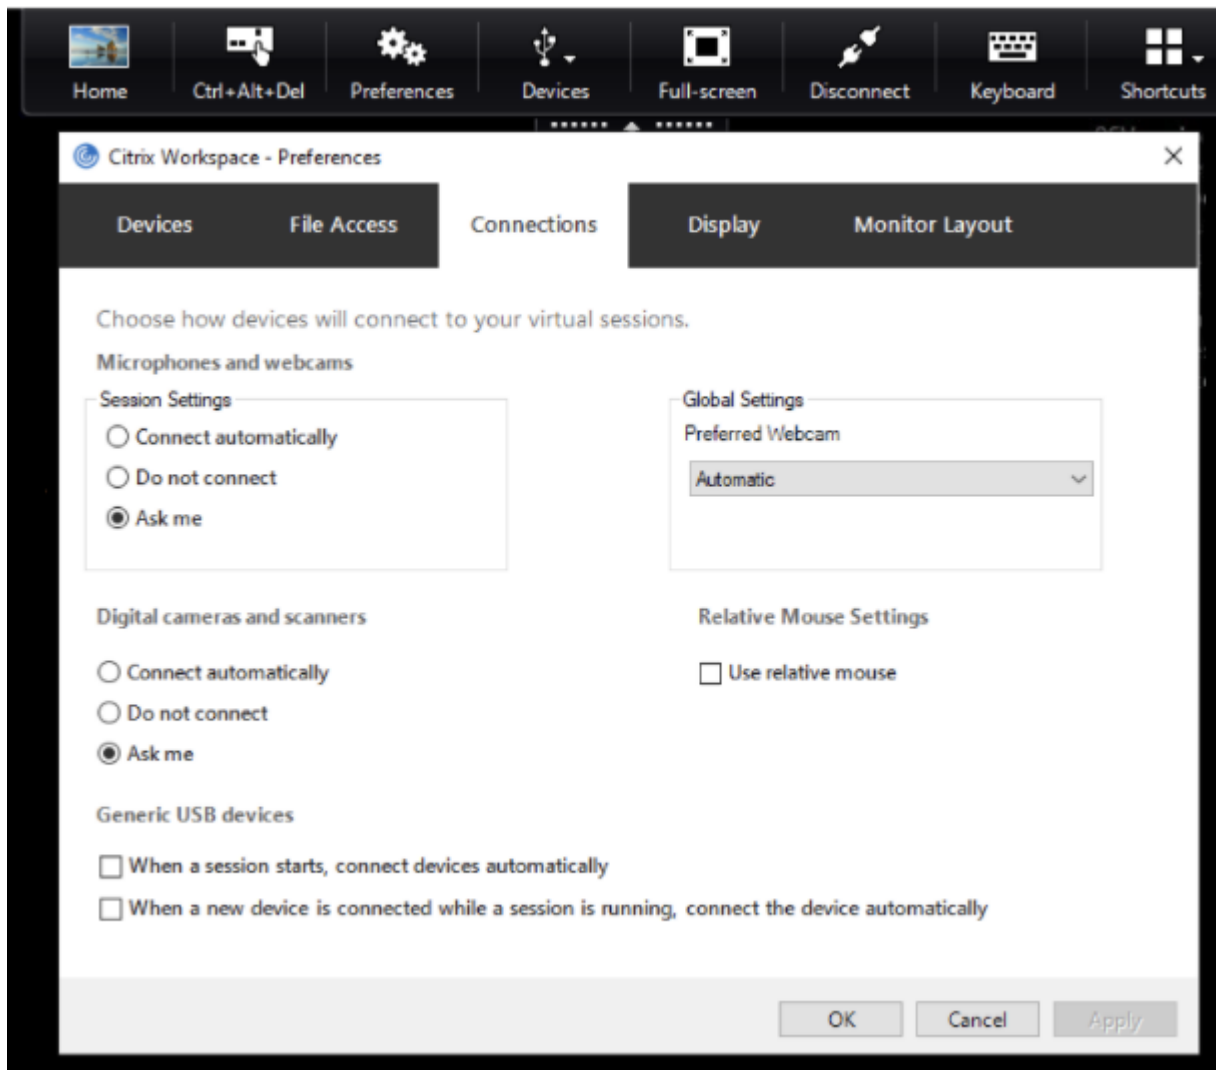 Home Ctrl+Alt+Del Preferences Devices Full-screen Disconnect Keyboard Shortcuts
Citrix Workspace - Preferences
Devices File Access Connections Display Monitor Layout
Choose how devices will connect to your virtual sessions.
Microphones and webcams
Session Settings
Connect automatically
Do not connect
Ask me
Global Settings
Preferred Webcam
Automatic
Digital cameras and scanners
Connect automatically
Do not connect
Ask me
Relative Mouse Settings
Use relative mouse
Generic USB devices
When a session starts, connect devices automatically
When a new device is connected while a session is running, connect the device automatically
OK Cancel Apply